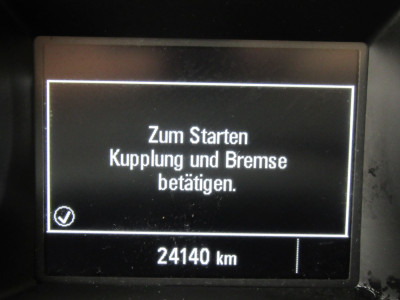 Zum Starten
Kupplung und Bremse
betätigen.
24140 km